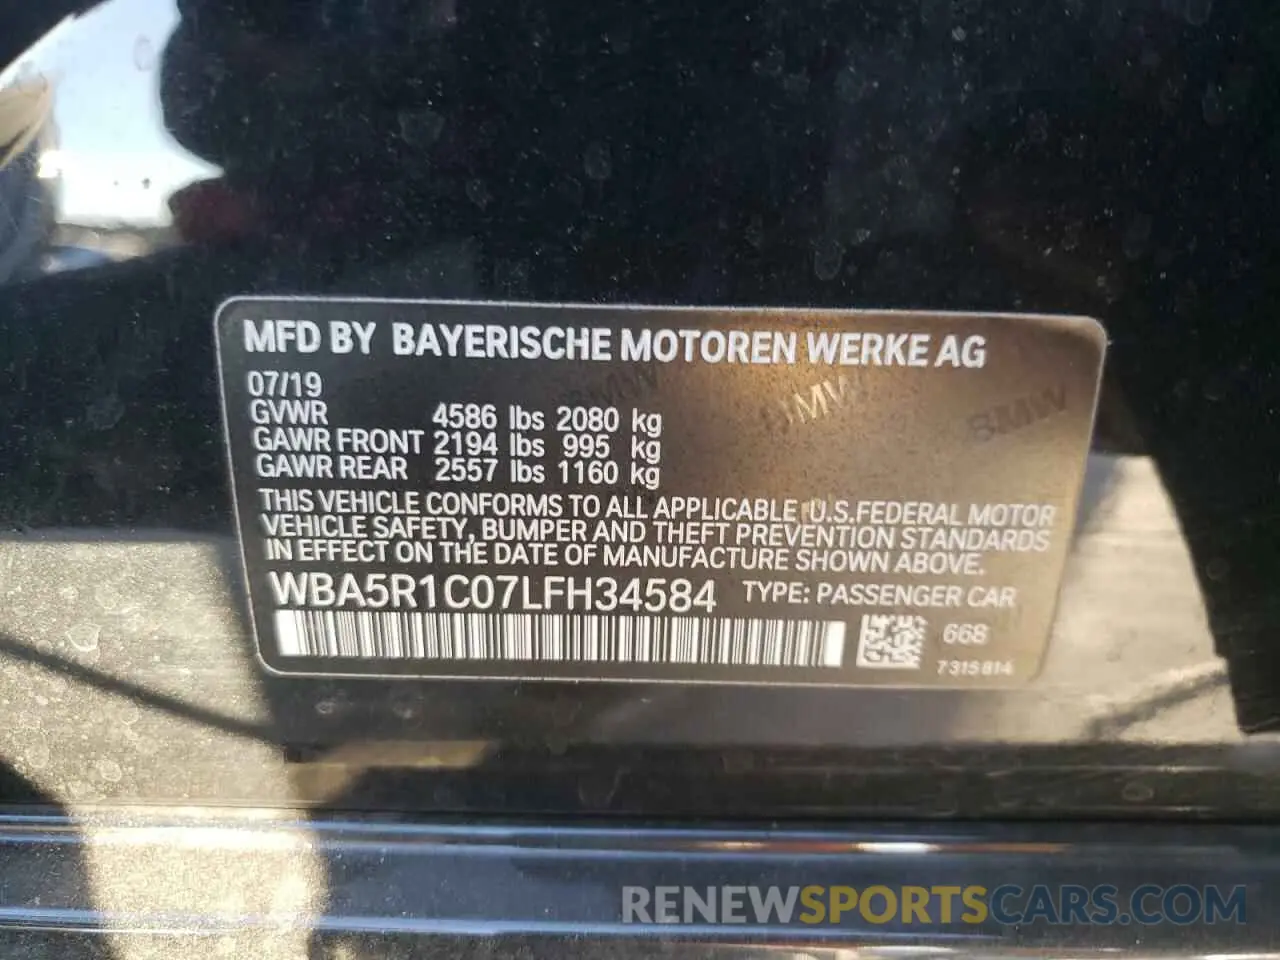 MFD BY BAYERISCHE MOTOREN WERKE AG
07/19
GVWR 4586 lbs 2080 kg
GAWR FRONT 2194 lbs 995 kg
GAWR REAR 2557 lbs 1160 kg
THIS VEHICLE CONFORMS TO ALL APPLICABLE U.S.FEDERAL MOTOR
VEHICLE SAFETY, BUMPER AND THEFT PREVENTION STANDARDS
IN EFFECT ON THE DATE OF MANUFACTURE SHOWN ABOVE.
WBA5R1C07LFH34584 TYPE: PASSENGER CAR
668
7315814
BMW BMW BMW
RENEWSPORTSCARS.COM